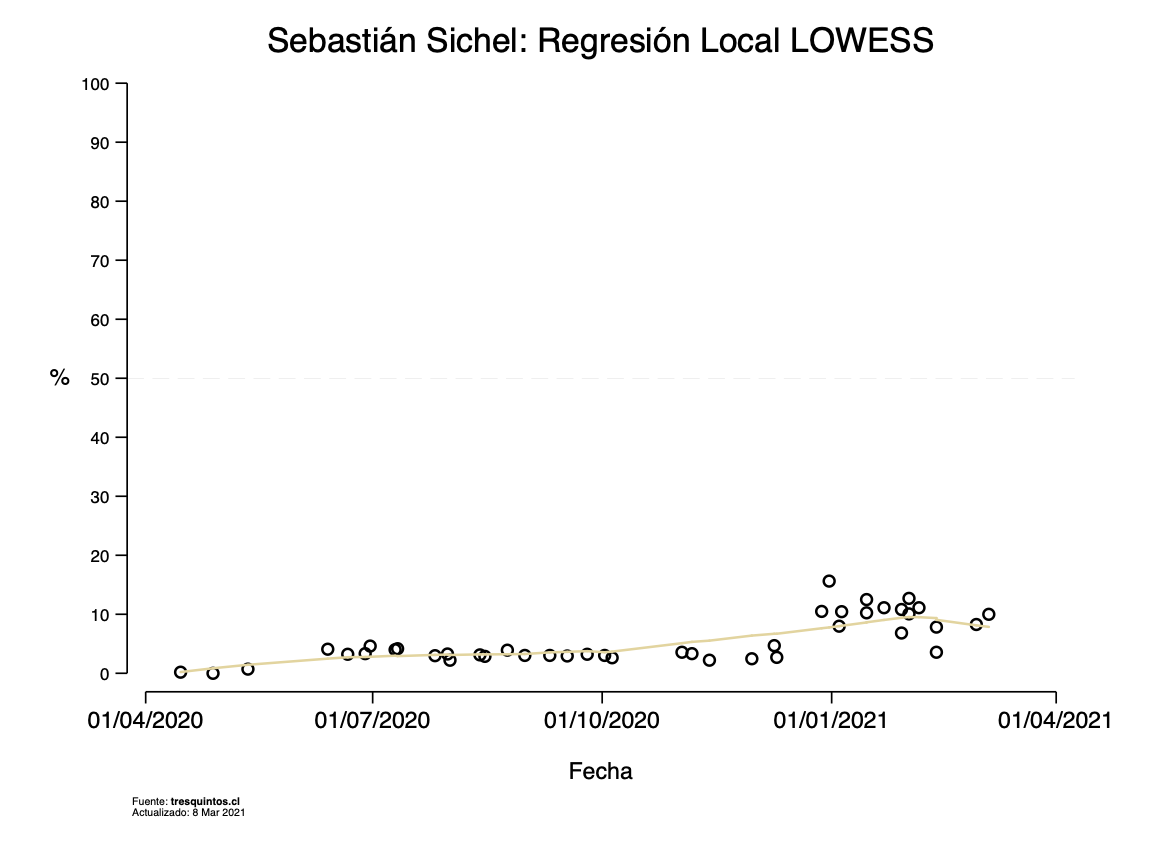 Sebastián Sichel: Regresión Local LOWESS
100
90
80
70
60
% 50
40
30
20
10
0
01/04/2020 01/07/2020 01/10/2020 01/01/2021 01/04/2021
Fecha
Fuente: tresquintos.cl
Actualizado: 8 Mar 2021